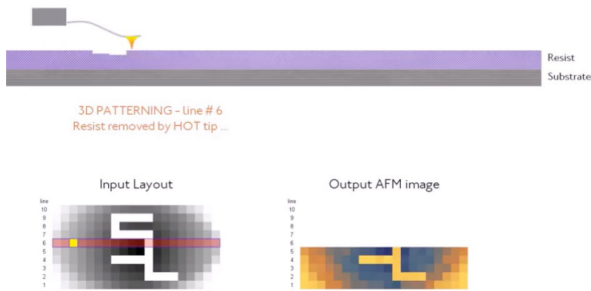 Resist
Substrate
3D PATTERNING - line # 6
Resist removed by HOT tip ...
Input Layout
Output AFM image
line
10
9
8
7
6
5
4
3
2
1
line
10
9
8
7
6
5
4
3
2
1